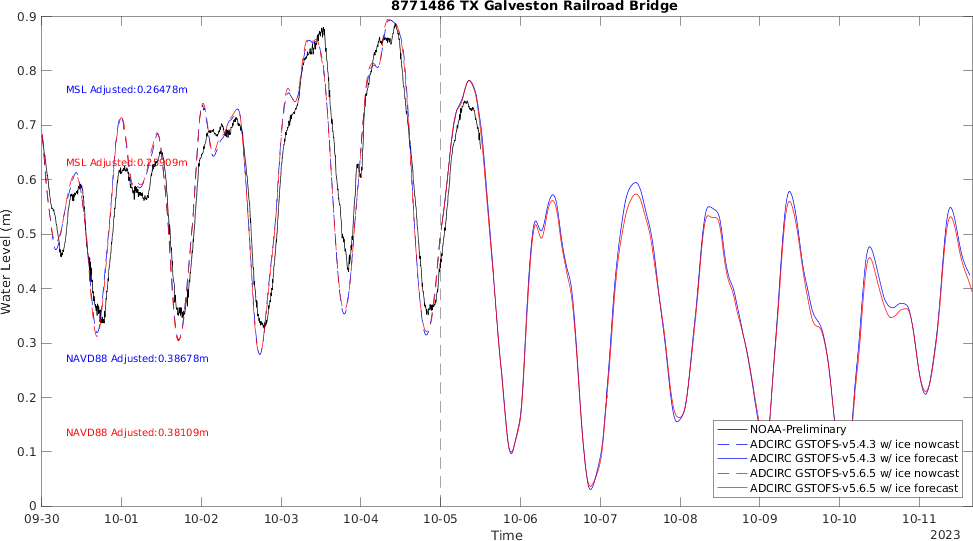 8771486 TX Galveston Railroad Bridge
0.9
0.8
0.7
0.6
0.5
0.4
0.3
0.2
0.1
0
Water Level (m)
MSL Adjusted:0.26478m
MSL Adjusted:
NAVD88 Adjusted:0.38678m
NAVD88 Adjusted:0.38109m
NOAA-Preliminary
ADCIRC GSTOFS-v5.4.3 w/ ice nowcast
ADCIRC GSTOFS-v5.4.3 w/ ice forecast
ADCIRC GSTOFS-v5.6.5 w/ ice nowcast
ADCIRC GSTOFS-v5.6.5 w/ ice forecast
09-30 10-01 10-02 10-03 10-04 10-05 10-06 10-07 10-08 10-09 10-10 10-11
Time
2023